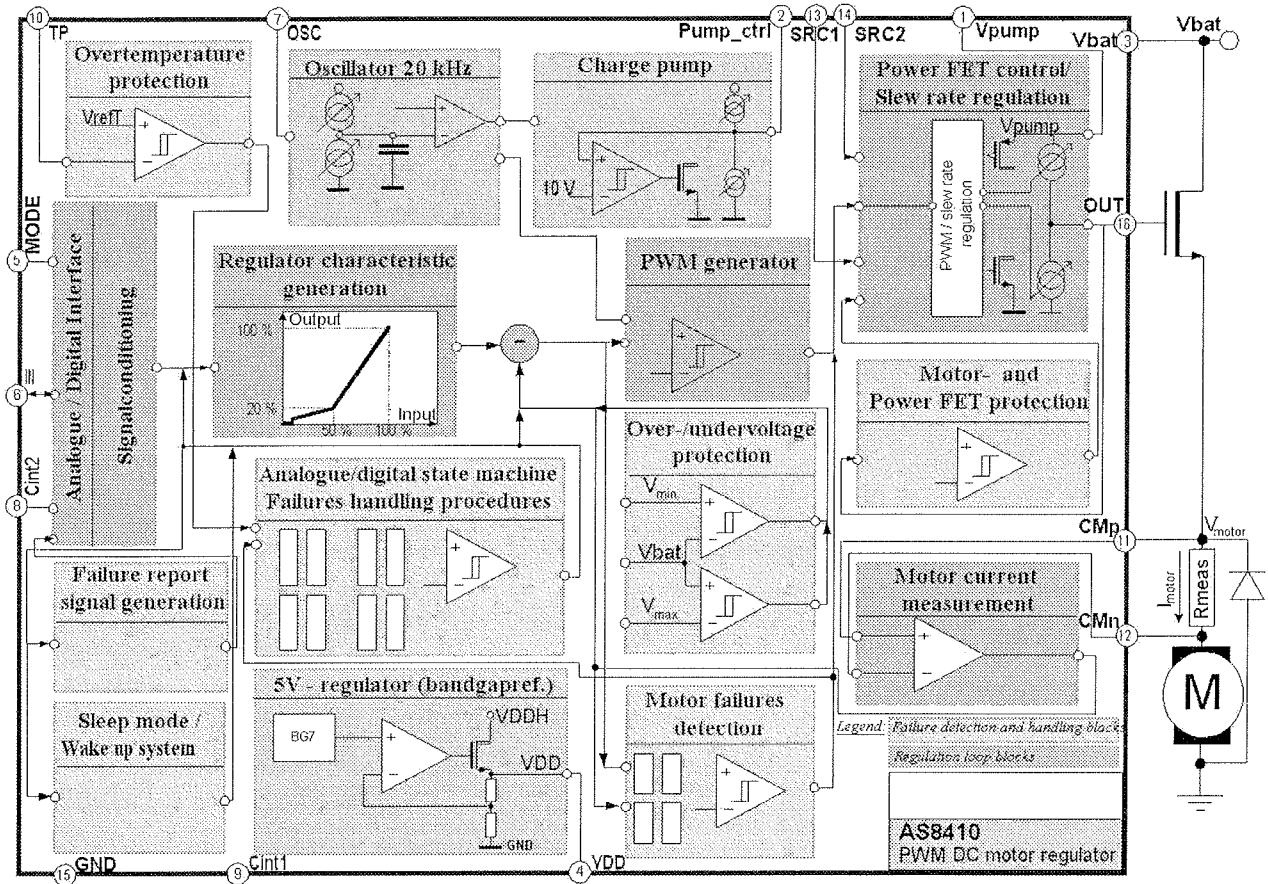 10
TP
7
OSC
2
Pump_ctrl
13
SRC1
14
SRC2
1
Vpump
Vbat
3
Vbat
Overtemperature
protection
VrefT
+
−
Oscillator 20 kHz
+
−
Charge pump
+
−
10 V
Power FET control/
Slew rate regulation
Vpump
PWM / slew rate
regulation
OUT
16
MODE
5
6
Cint2
8
Analogue / Digital Interface
Signalconditioning
Regulator characteristic
generation
Output
100 %
20 %
Input
50 %
100 %
-
PWM generator
+
−
Motor- and
Power FET protection
+
−
Over-/undervoltage
protection
Vmin
+
−
Vbat
Vmax
+
−
Analogue/digital state machine
Failures handling procedures
+
−
CMp
11
Vmotor
Imotor
Rmeas
Motor current
measurement
+
−
CMn
12
M
Failure report
signal generation
Sleep mode /
Wake up system
5V - regulator (bandgapref.)
BG7
+
−
VDDH
VDD
GND
Motor failures
detection
+
−
Legend:
Failure detection and handling blocks
Regulation loop blocks
AS8410
PWM DC motor regulator
15
GND
9
Cint1
4
VDD